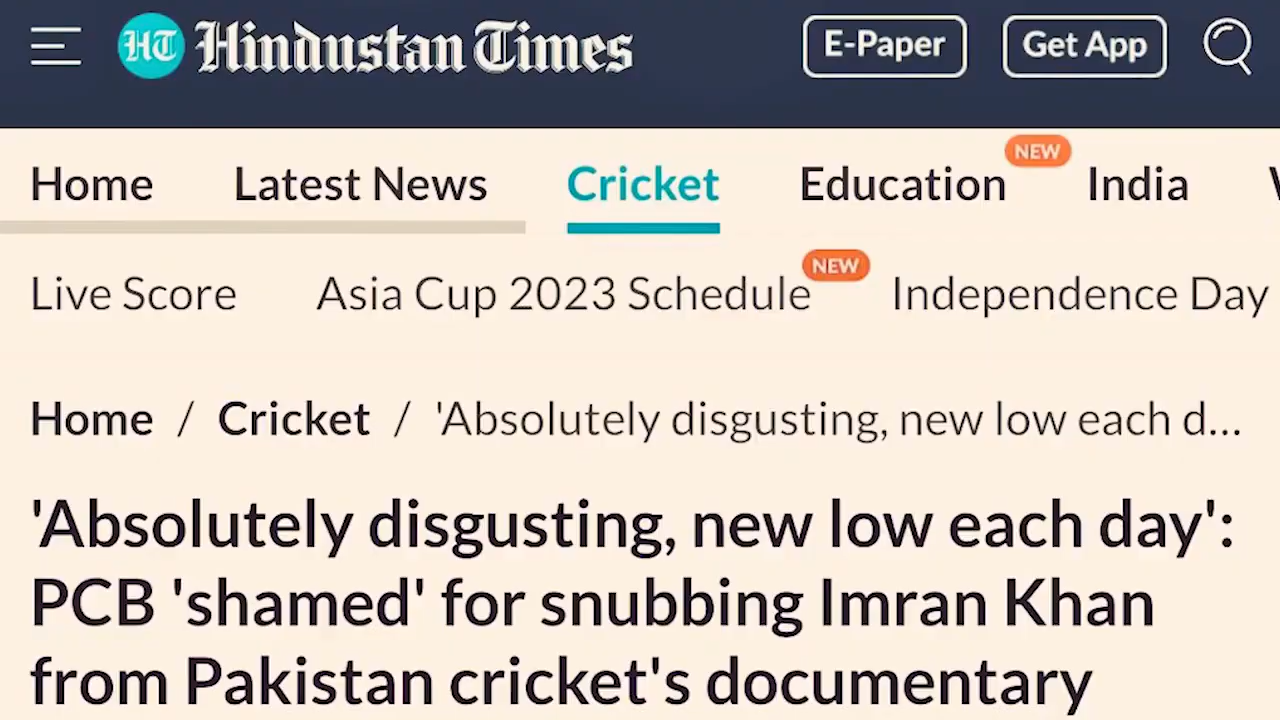 HT Hindustan Times E-Paper Get App
NEW
Home Latest News Cricket Education India
NEW
Live Score Asia Cup 2023 Schedule Independence Day
Home / Cricket / 'Absolutely disgusting, new low each d...
'Absolutely disgusting, new low each day':
PCB 'shamed' for snubbing Imran Khan
from Pakistan cricket's documentary